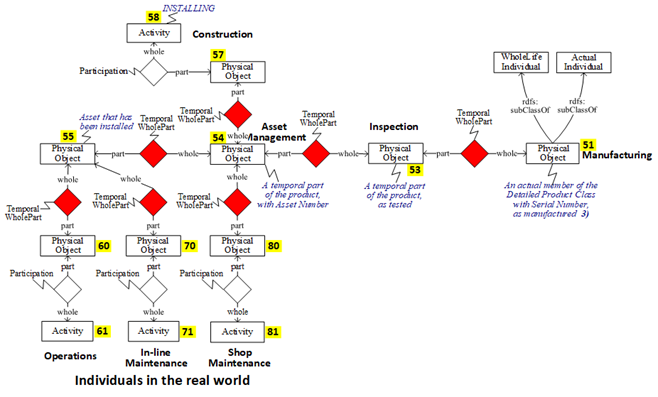 58
INSTALLING
Activity
Construction
whole
57
Participation
part
Physical
Object
WholeLife
Individual
Actual
Individual
part
Temporal
WholePart
rdfs:
subClassOf
rdfs:
subClassOf
Asset that has
been installed
Temporal
WholePart
whole
Asset
Management
Temporal
WholePart
Inspection
Temporal
WholePart
55
54
51
Physical
Object
part
whole
Physical
Object
part
whole
Physical
Object
part
whole
Physical
Object
Manufacturing
53
whole
whole
whole
A temporal part
of the product,
with Asset Number
A temporal part
of the product,
as tested
An actual member of the
Detailed Product Class
with Serial Number,
as manufactured 3)
Temporal
WholePart
Temporal
WholePart
Temporal
WholePart
part
part
part
Physical
Object
60
Physical
Object
70
Physical
Object
80
part
part
part
Participation
Participation
Participation
whole
whole
whole
Activity
61
Activity
71
Activity
81
Operations
In-line
Maintenance
Shop
Maintenance
Individuals in the real world